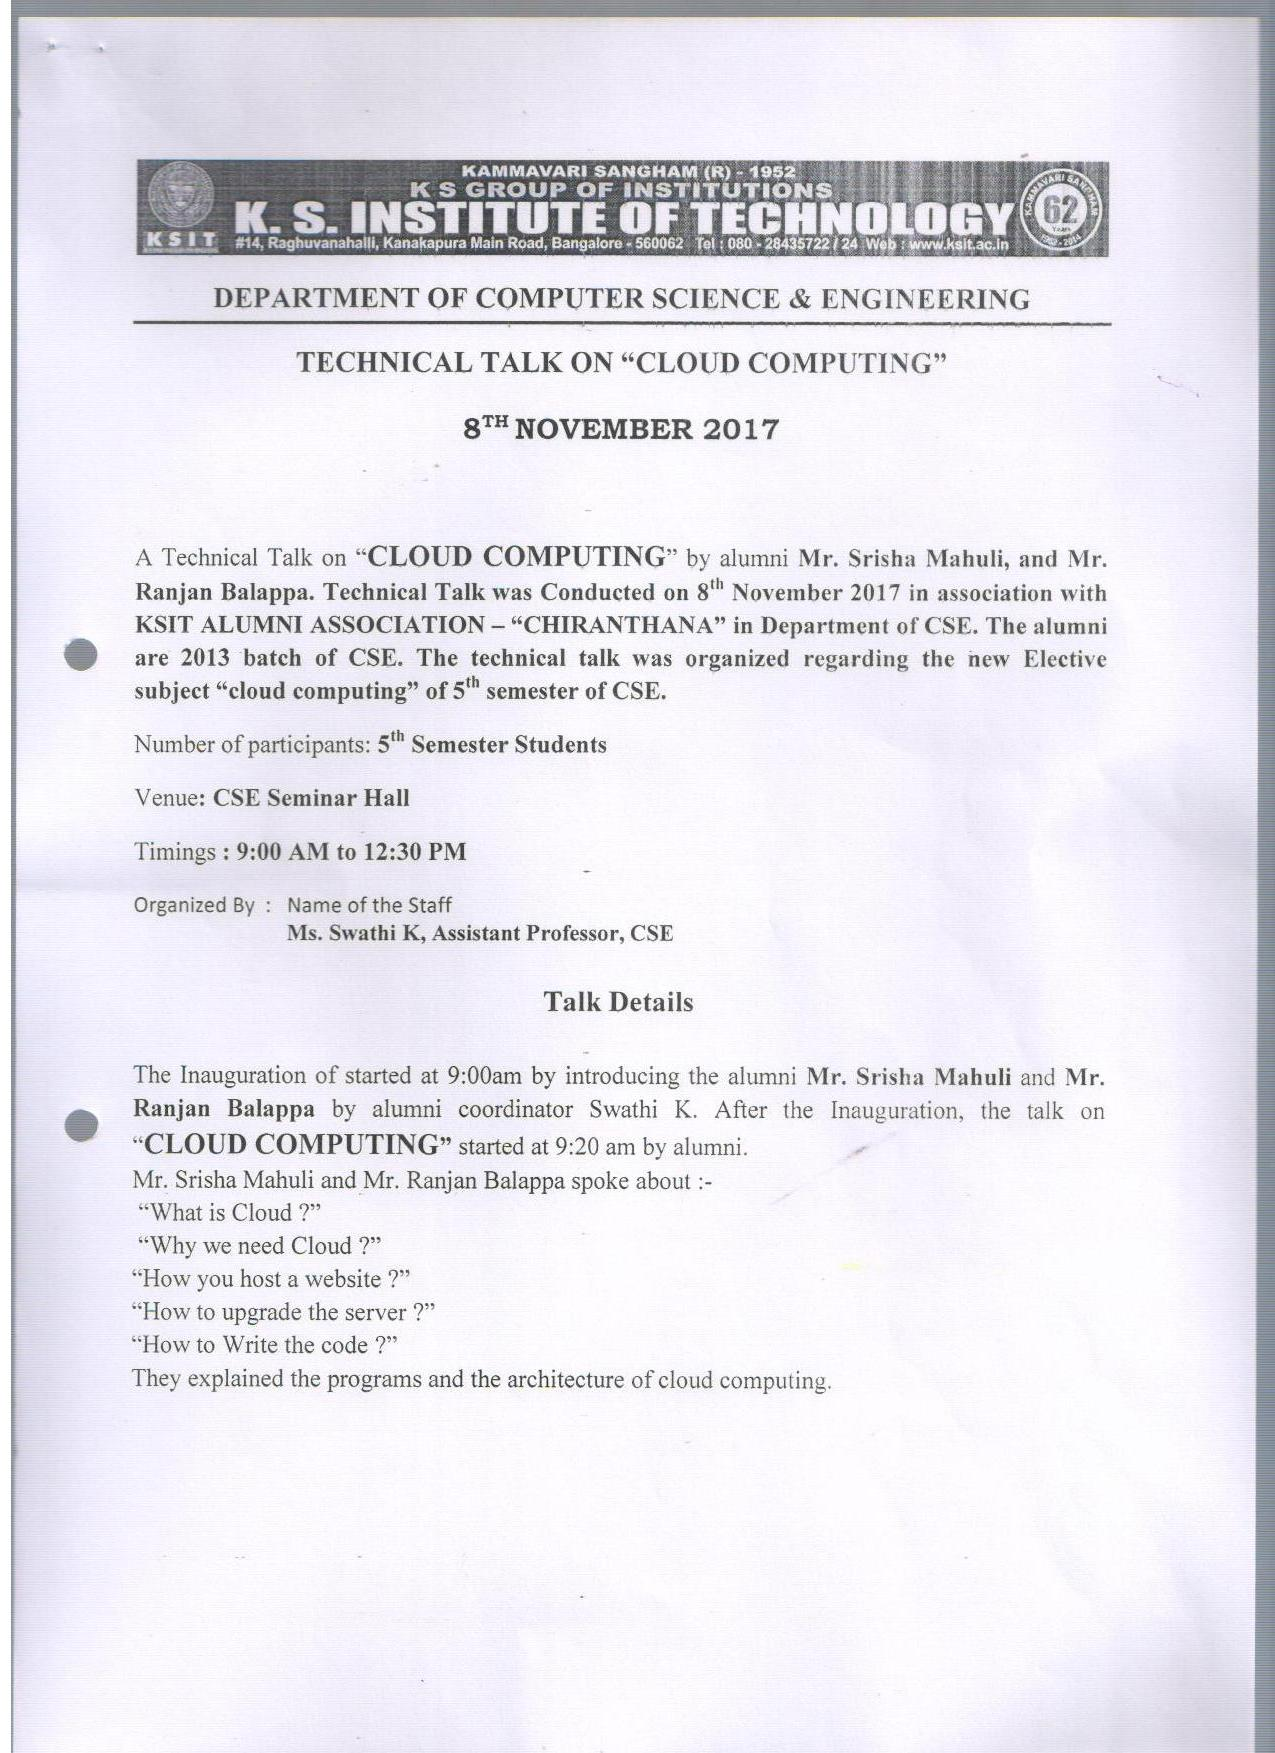 KAMMAVARI SANGHAM (R) - 1952
K S GROUP OF INSTITUTIONS
K. S. INSTITUTE OF TECHNOLOGY
#14, Raghuvanahalli, Kanakapura Main Road, Bangalore - 560062 Tel : 080 - 28435722 / 24 Web : www.ksit.ac.in
KSIT
KAMMAVARI SANGHAM
62
YEARS
1952-2014
DEPARTMENT OF COMPUTER SCIENCE & ENGINEERING
TECHNICAL TALK ON “CLOUD COMPUTING”
8TH NOVEMBER 2017
A Technical Talk on “CLOUD COMPUTING” by alumni Mr. Srisha Mahuli, and Mr.
Ranjan Balappa. Technical Talk was Conducted on 8th November 2017 in association with
KSIT ALUMNI ASSOCIATION – “CHIRANTHANA” in Department of CSE. The alumni
are 2013 batch of CSE. The technical talk was organized regarding the new Elective
subject “cloud computing” of 5th semester of CSE.
Number of participants: 5th Semester Students
Venue: CSE Seminar Hall
Timings : 9:00 AM to 12:30 PM
Organized By : Name of the Staff
Ms. Swathi K, Assistant Professor, CSE
Talk Details
The Inauguration of started at 9:00am by introducing the alumni Mr. Srisha Mahuli and Mr.
Ranjan Balappa by alumni coordinator Swathi K. After the Inauguration, the talk on
“CLOUD COMPUTING” started at 9:20 am by alumni.
Mr. Srisha Mahuli and Mr. Ranjan Balappa spoke about :-
“What is Cloud ?”
“Why we need Cloud ?”
“How you host a website ?”
“How to upgrade the server ?”
“How to Write the code ?”
They explained the programs and the architecture of cloud computing.